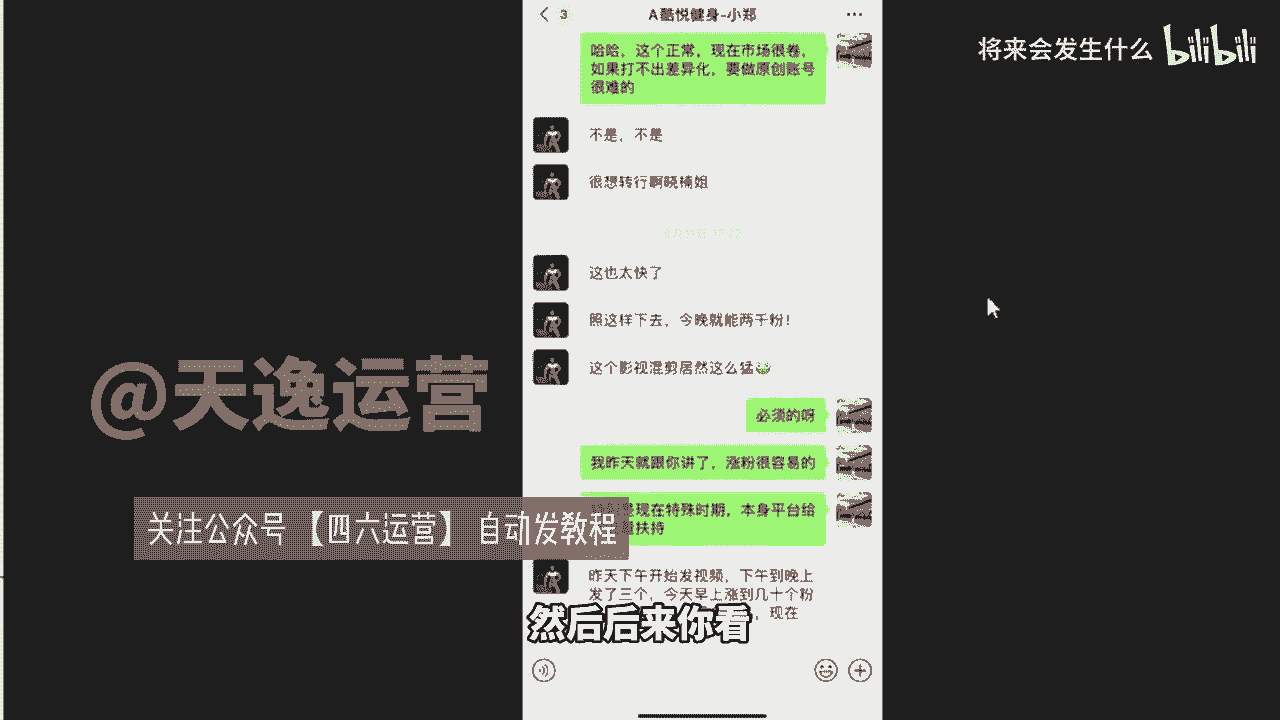 3
A酷悦健身-小郑
将来会发生什么 bilibili
哈哈，这个正常，现在市场很卷，
如果打不出差异化，要做原创账号
很难的
不是，不是
很想转行啊晓楠姐
这也太快了
照这样下去，今晚就能两千粉！
这个影视混剪居然这么猛
必须的呀
我昨天就跟你讲了，涨粉很容易的
现在特殊时期，本身平台给
扶持
@天逸运营
关注公众号 【四六运营】 自动发教程
昨天下午开始发视频，下午到晚上
发了三个，今天早上涨到几十个粉
，现在
然后后来你看